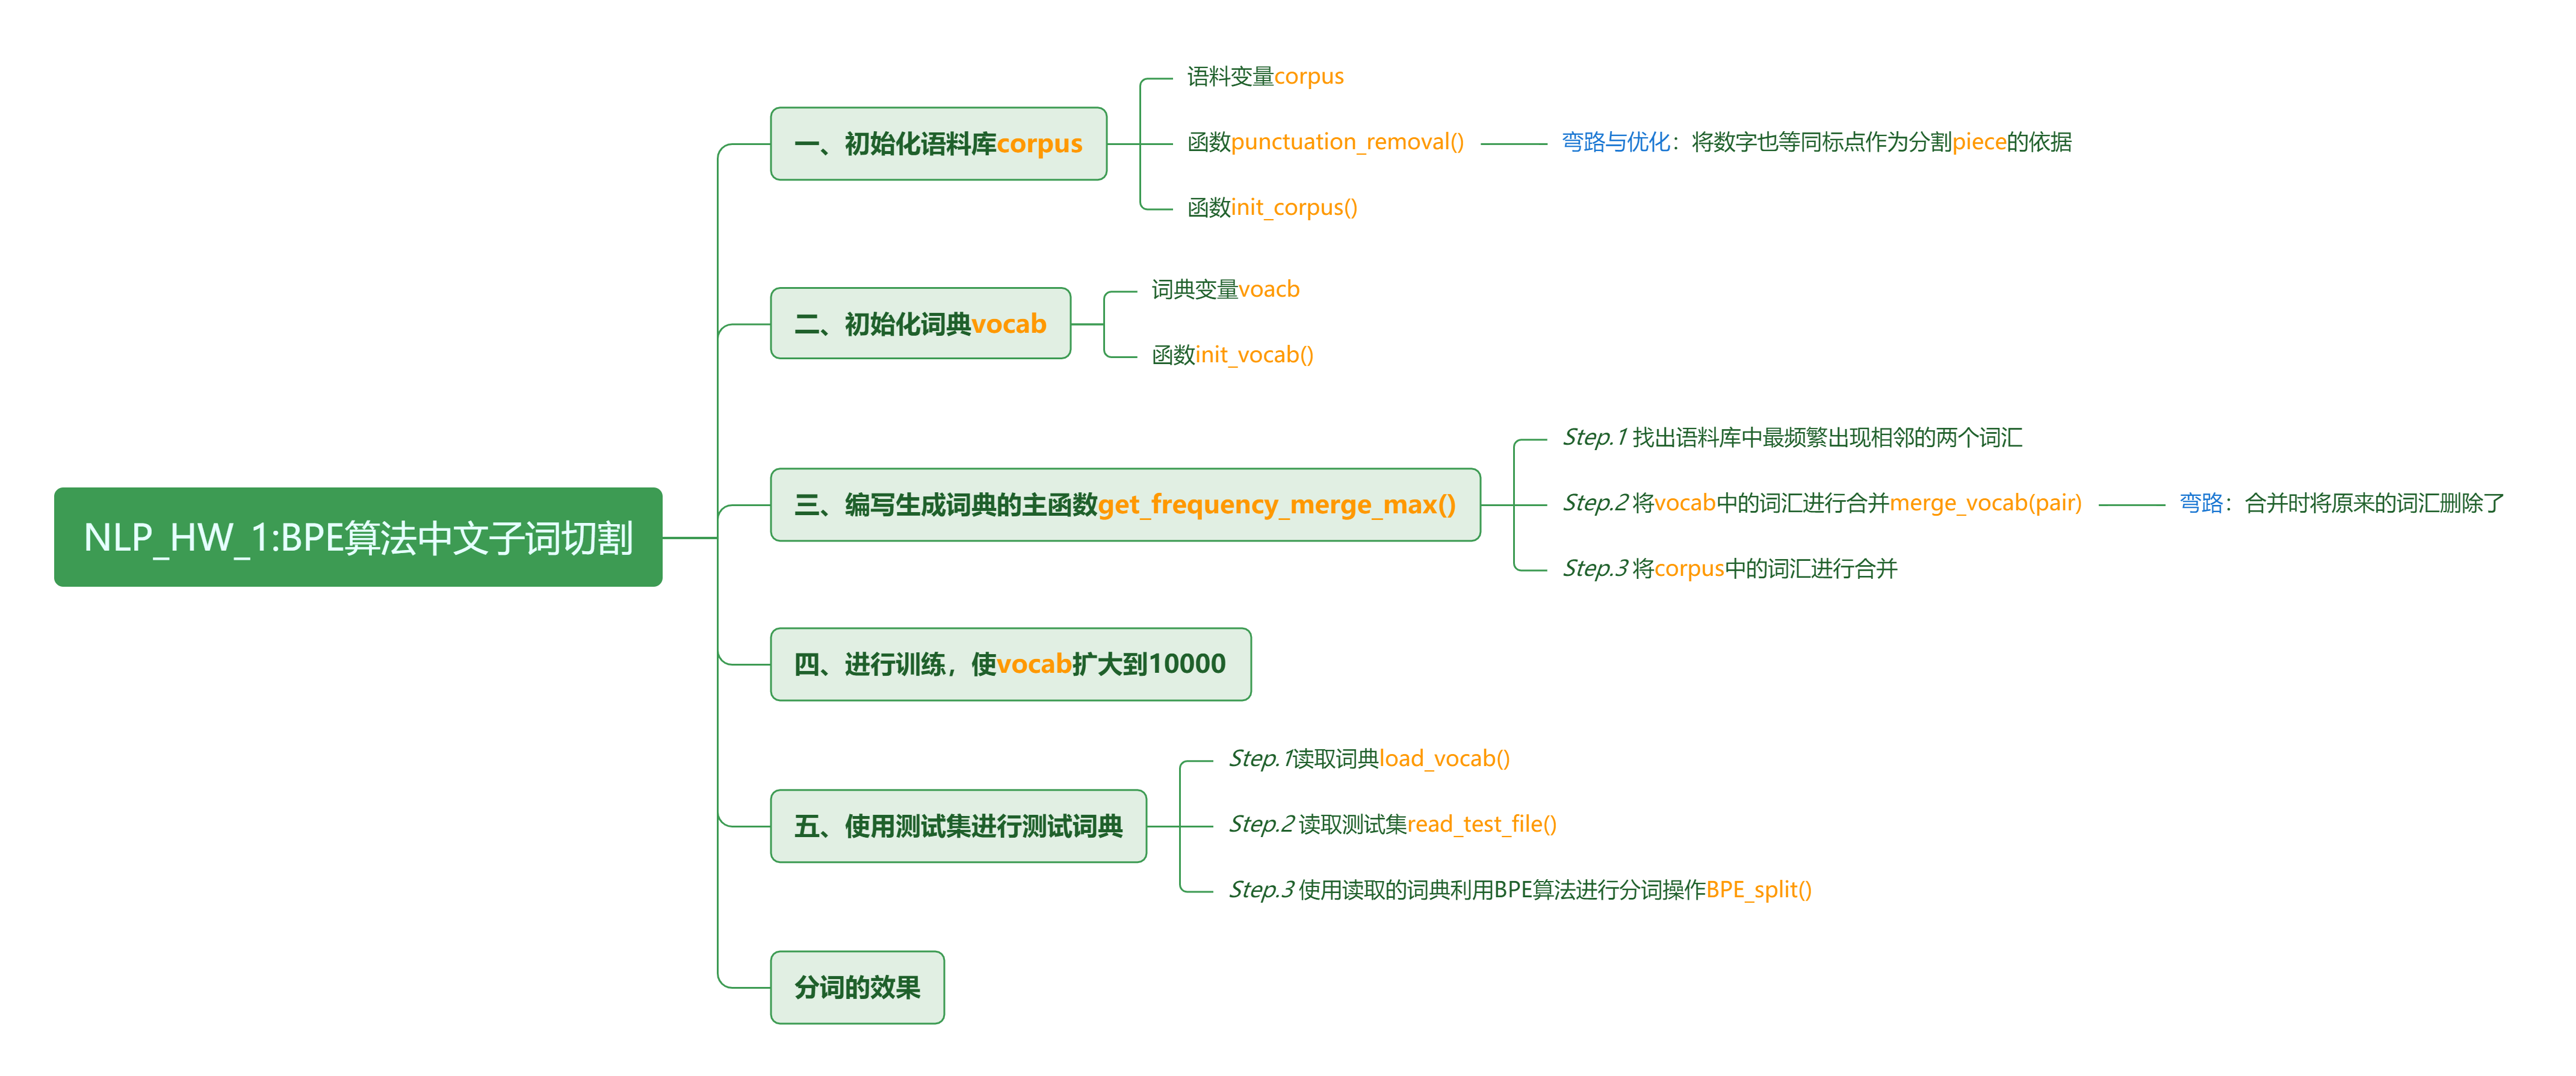 NLP_HW_1:BPE算法中文子词切割
一、初始化语料库corpus
语料变量corpus
函数punctuation_removal()
弯路与优化：将数字也等同标点作为分割piece的依据
函数init_corpus()
二、初始化词典vocab
词典变量voacb
函数init_vocab()
三、编写生成词典的主函数get_frequency_merge_max()
Step.1 找出语料库中最频繁出现相邻的两个词汇
Step.2 将vocab中的词汇进行合并merge_vocab(pair)
弯路：合并时将原来的词汇删除了
Step.3 将corpus中的词汇进行合并
四、进行训练，使vocab扩大到10000
五、使用测试集进行测试词典
Step.1读取词典load_vocab()
Step.2 读取测试集read_test_file()
Step.3 使用读取的词典利用BPE算法进行分词操作BPE_split()
分词的效果